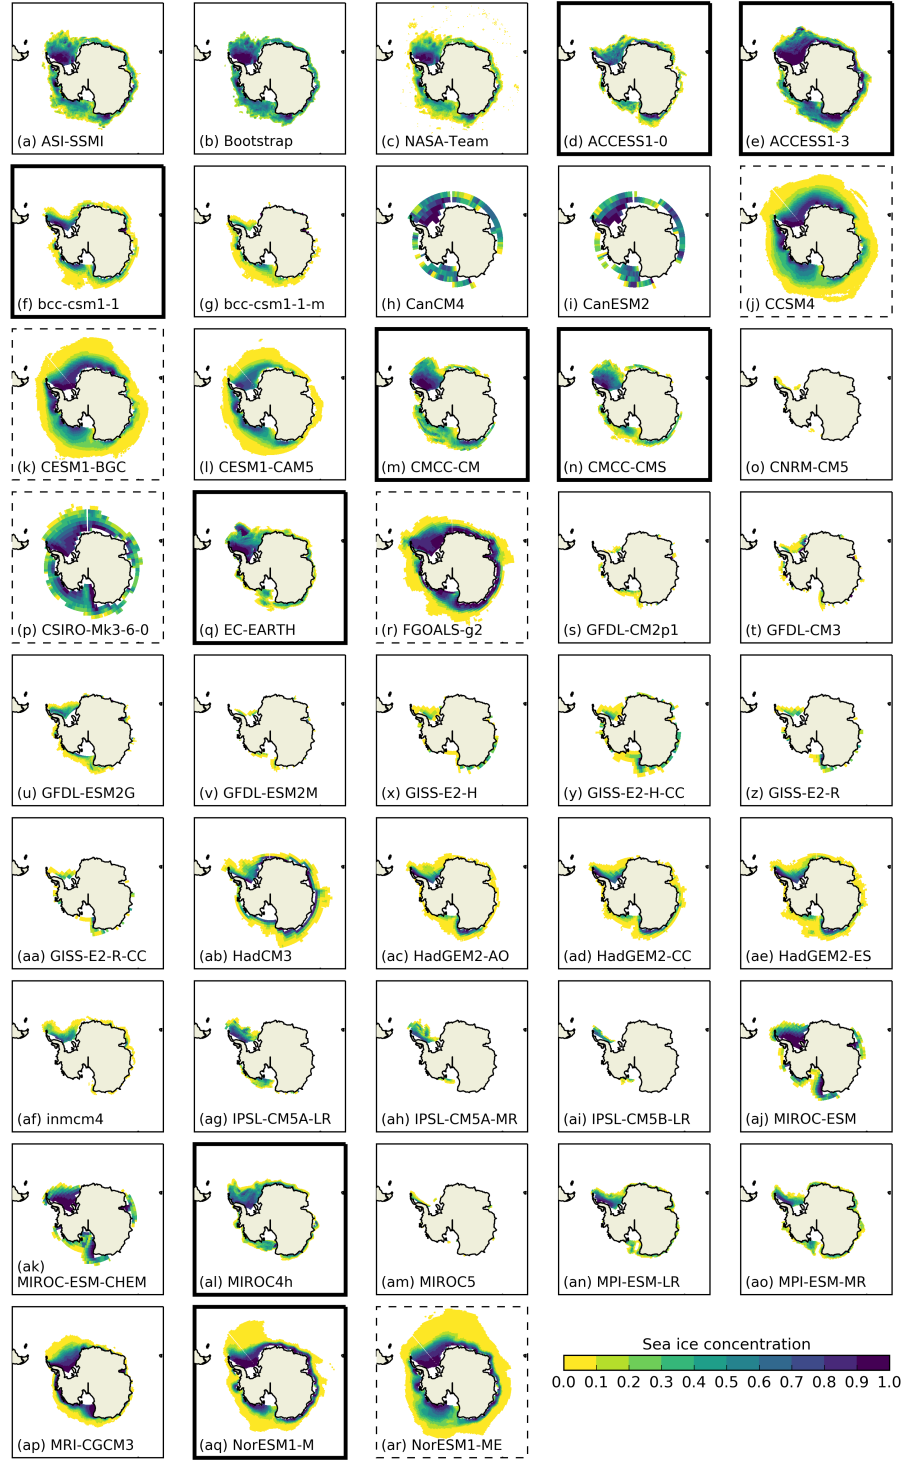 (a) ASI-SSMI
(b) Bootstrap
(c) NASA-Team
(d) ACCESS1-0
(e) ACCESS1-3
(f) bcc-csm1-1
(g) bcc-csm1-1-m
(h) CanCM4
(i) CanESM2
(j) CCSM4
(k) CESM1-BGC
(l) CESM1-CAM5
(m) CMCC-CM
(n) CMCC-CMS
(o) CNRM-CM5
(p) CSIRO-Mk3-6-0
(q) EC-EARTH
(r) FGOALS-g2
(s) GFDL-CM2p1
(t) GFDL-CM3
(u) GFDL-ESM2G
(v) GFDL-ESM2M
(x) GISS-E2-H
(y) GISS-E2-H-CC
(z) GISS-E2-R
(aa) GISS-E2-R-CC
(ab) HadCM3
(ac) HadGEM2-AO
(ad) HadGEM2-CC
(ae) HadGEM2-ES
(af) inmcm4
(ag) IPSL-CM5A-LR
(ah) IPSL-CM5A-MR
(ai) IPSL-CM5B-LR
(aj) MIROC-ESM
(ak)
MIROC-ESM-CHEM
(al) MIROC4h
(am) MIROC5
(an) MPI-ESM-LR
(ao) MPI-ESM-MR
(ap) MRI-CGCM3
(aq) NorESM1-M
(ar) NorESM1-ME
Sea ice concentration
0.0 0.1 0.2 0.3 0.4 0.5 0.6 0.7 0.8 0.9 1.0